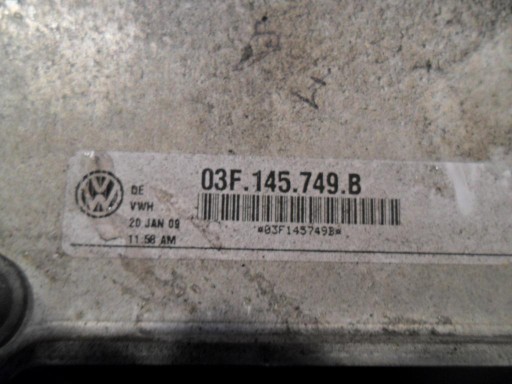 03F.145.749.B
DE
VWH
20 JAN 09
11:58 AM
*03F145749B*